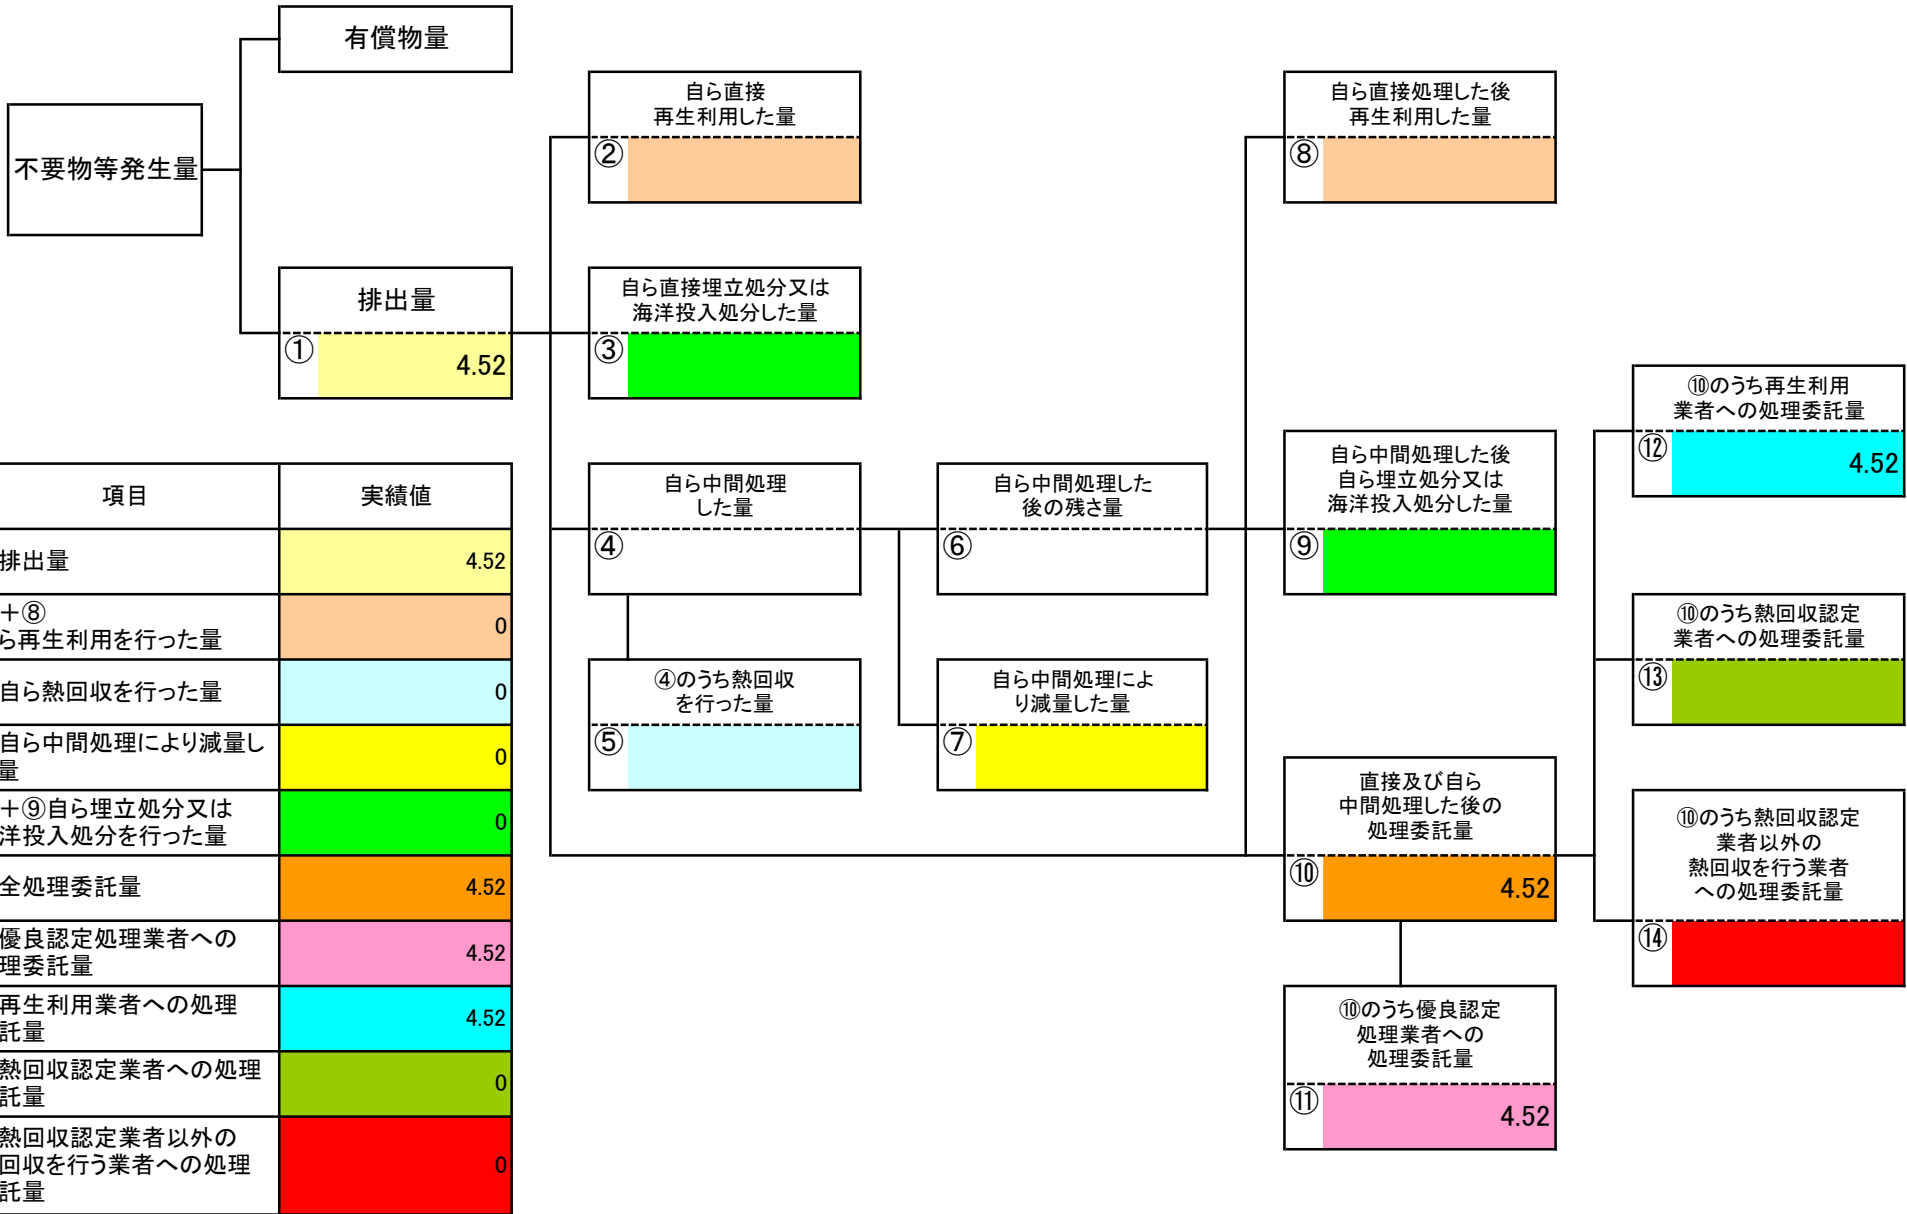 有償物量
不要物等発生量
排出量
①
4.52
自ら直接
再生利用した量
②
自ら直接埋立処分又は
海洋投入処分した量
③
自ら中間処理
した量
④
④のうち熱回収
を行った量
⑤
自ら中間処理した
後の残さ量
⑥
自ら中間処理によ
り減量した量
⑦
自ら直接処理した後
再生利用した量
⑧
自ら中間処理した後
自ら埋立処分又は
海洋投入処分した量
⑨
直接及び自ら
中間処理した後の
処理委託量
⑩
4.52
⑩のうち優良認定
処理業者への
処理委託量
⑪
4.52
⑩のうち再生利用
業者への処理委託量
⑫
4.52
⑩のうち熱回収認定
業者への処理委託量
⑬
⑩のうち熱回収認定
業者以外の
熱回収を行う業者
への処理委託量
⑭
項目 実績値
排出量 4.52
+⑧
ら再生利用を行った量 0
自ら熱回収を行った量 0
自ら中間処理により減量し
量 0
+⑨自ら埋立処分又は
洋投入処分を行った量 0
全処理委託量 4.52
優良認定処理業者への
理委託量 4.52
再生利用業者への処理
託量 4.52
熱回収認定業者への処理
託量 0
熱回収認定業者以外の
回収を行う業者への処理
託量 0